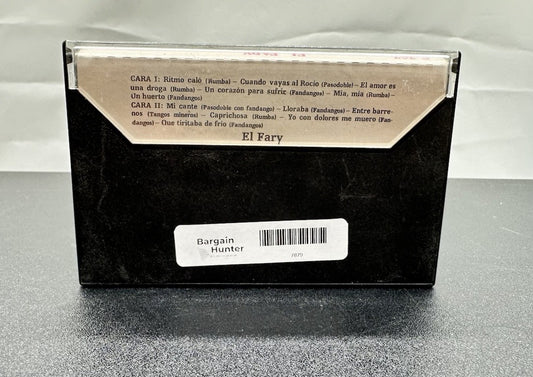 CARA I: Ritmo caló (Rumba) – Cuando vayas al Rocío (Pasodoble) – El amor es
una droga (Rumba) – Un corazón para sufrir (Fandangos) – Mía, mía (Rumba) –
Un huerto (Fandangos)
CARA II: Mi cante (Pasodoble con fandango) – Lloraba (Fandangos) – Entre barre-
nos (Tangos mineros) – Caprichosa (Rumba) – Yo con dolores me muero (Fan-
dangos) – Que tiritaba de frío (Fandangos)
El Fary
Bargain
Hunter
7875